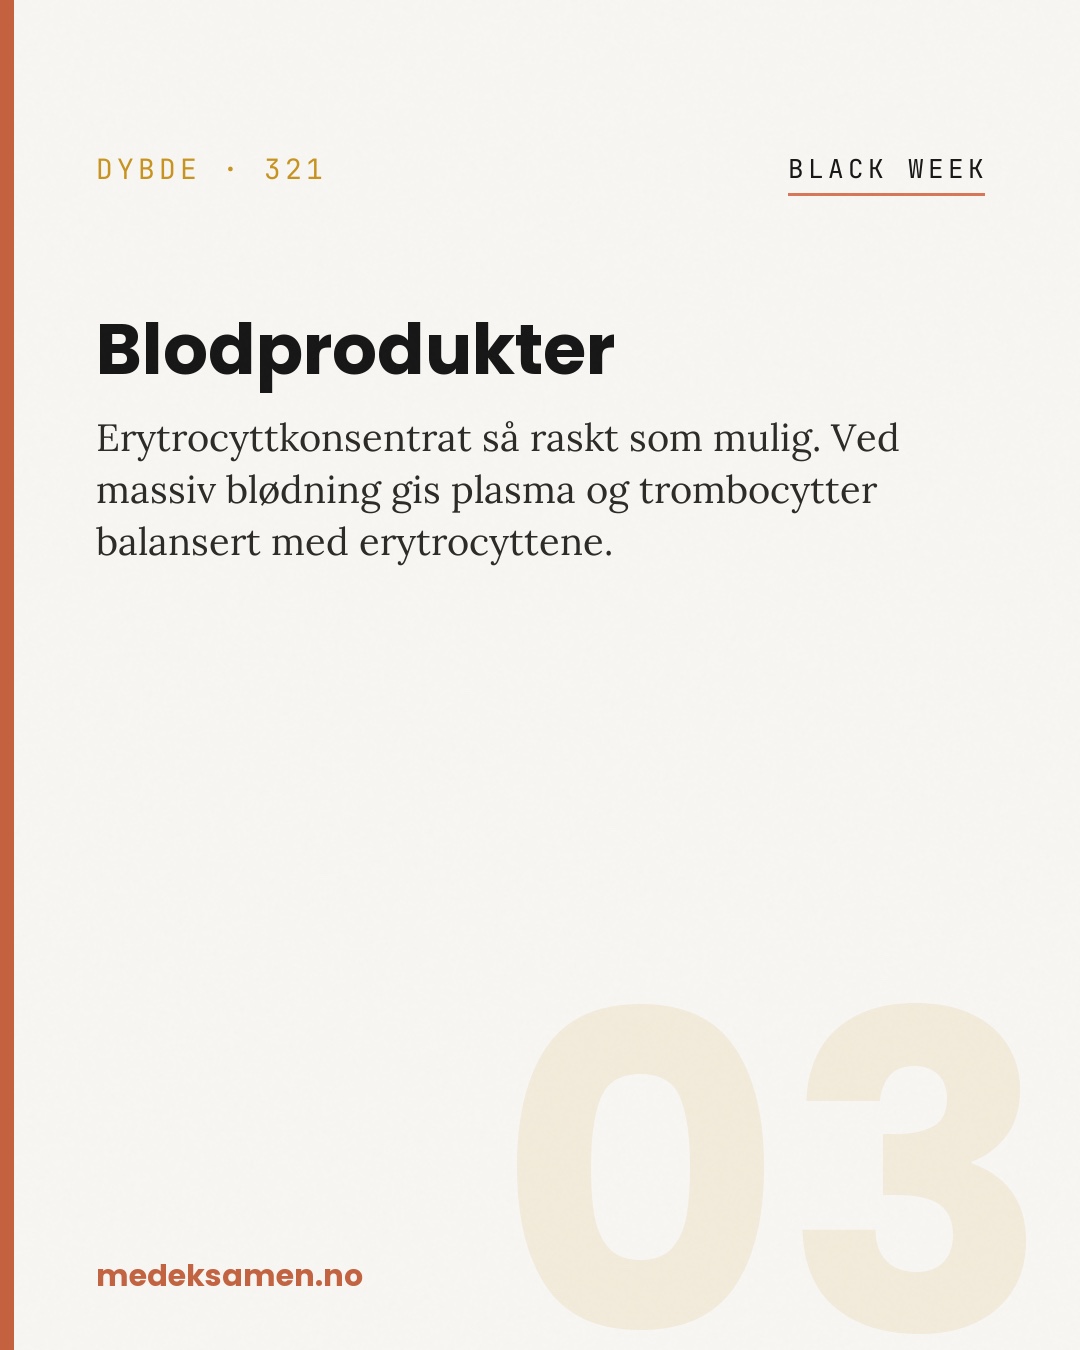 DYBDE · 321
BLACK WEEK
Blodprodukter
Erytrocyttkonsentrat så raskt som mulig. Ved
massiv blødning gis plasma og trombocytter
balansert med erytrocyttene.
03
medeksamen.no